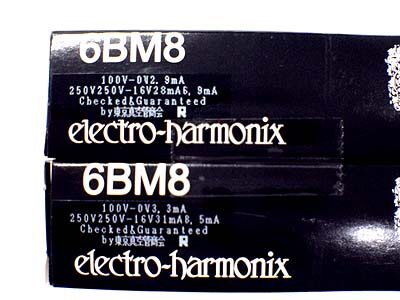 6BM8
100V-0V2.9mA
250V250V-16V28mA6,9mA
Checked&Guaranteed
by東京真空管商会 R
electro-harmonix
6BM8
100V-0V3,3mA
250V250V-16V31mA8,5mA
Checked&Guaranteed
by東京真空管商会 R
electro-harmonix